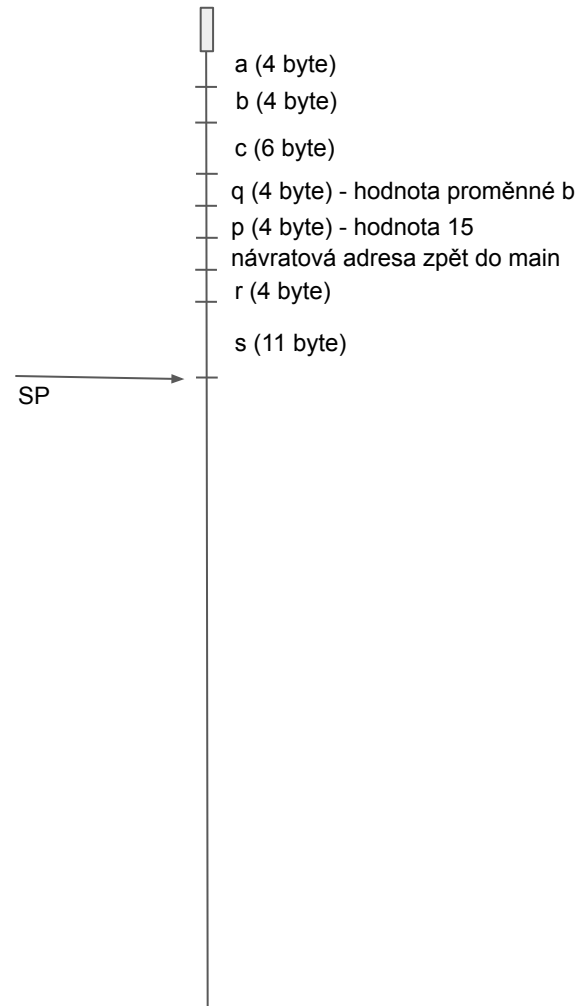 a (4 byte)
b (4 byte)
c (6 byte)
q (4 byte) - hodnota proměnné b
p (4 byte) - hodnota 15
návratová adresa zpět do main
r (4 byte)
s (11 byte)
SP